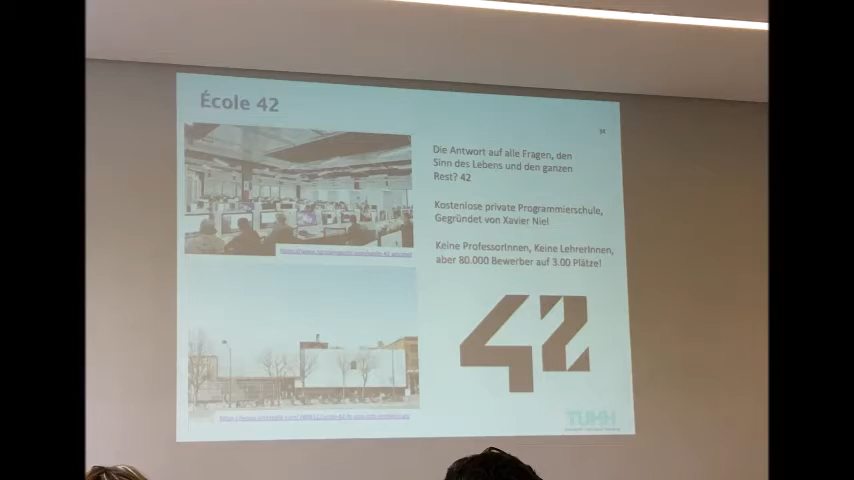 École 42
Die Antwort auf alle Fragen, den
Sinn des Lebens und den ganzen
Rest? 42
Kostenlose private Programmierschule,
Gegründet von Xavier Niel
Keine ProfessorInnen, Keine LehrerInnen,
aber 80.000 Bewerber auf 3.00 Plätze!
42
TUHH